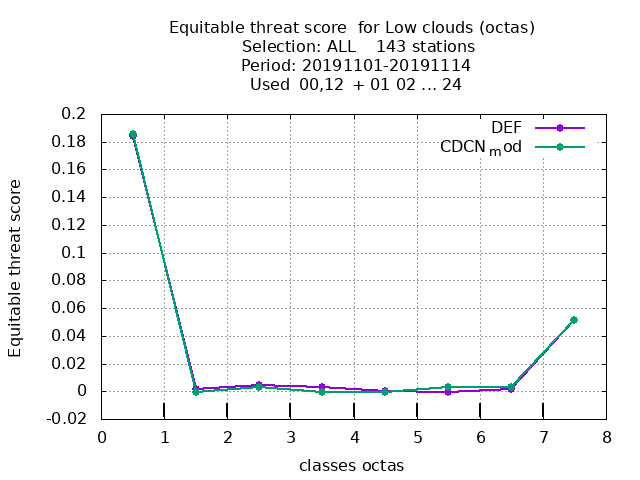 Equitable threat score  for Low clouds (octas)
Selection: ALL    143 stations
Period: 20191101-20191114
Used  00,12  + 01 02 ... 24
DEF
CDCNmod
0.2
0.18
0.16
0.14
0.12
0.1
0.08
0.06
0.04
0.02
0
-0.02
Equitable threat score
0 1 2 3 4 5 6 7 8
classes octas